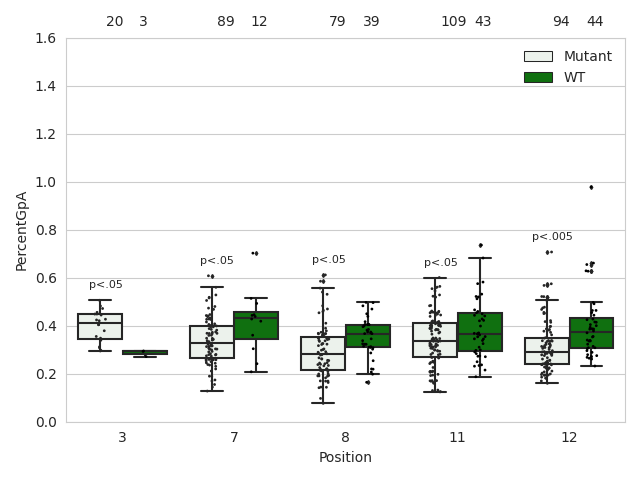 20 3 89 12 79 39 109 43 94 44
1.6
Mutant
WT
1.4
1.2
1.0
0.8
p<.005
p<.05 p<.05 p<.05
0.6
p<.05
0.4
0.2
0.0
PercentGpA
3 7 8 11 12
Position